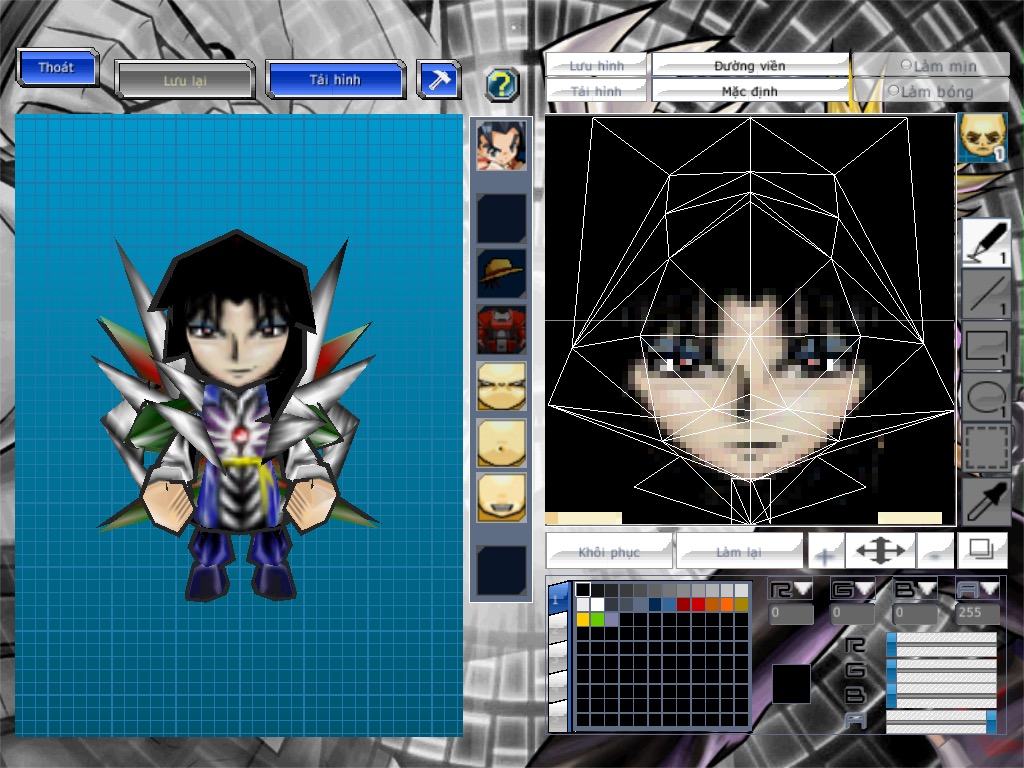 Thoát
Lưu lại
Tải hình
?
Lưu hình
Đường viền
Làm mịn
Tải hình
Mặc định
Làm bóng
1
1
1
1
1
Khôi phục
Làm lại
+
-
1
R
G
B
A
0
0
0
255
R
G
B
A